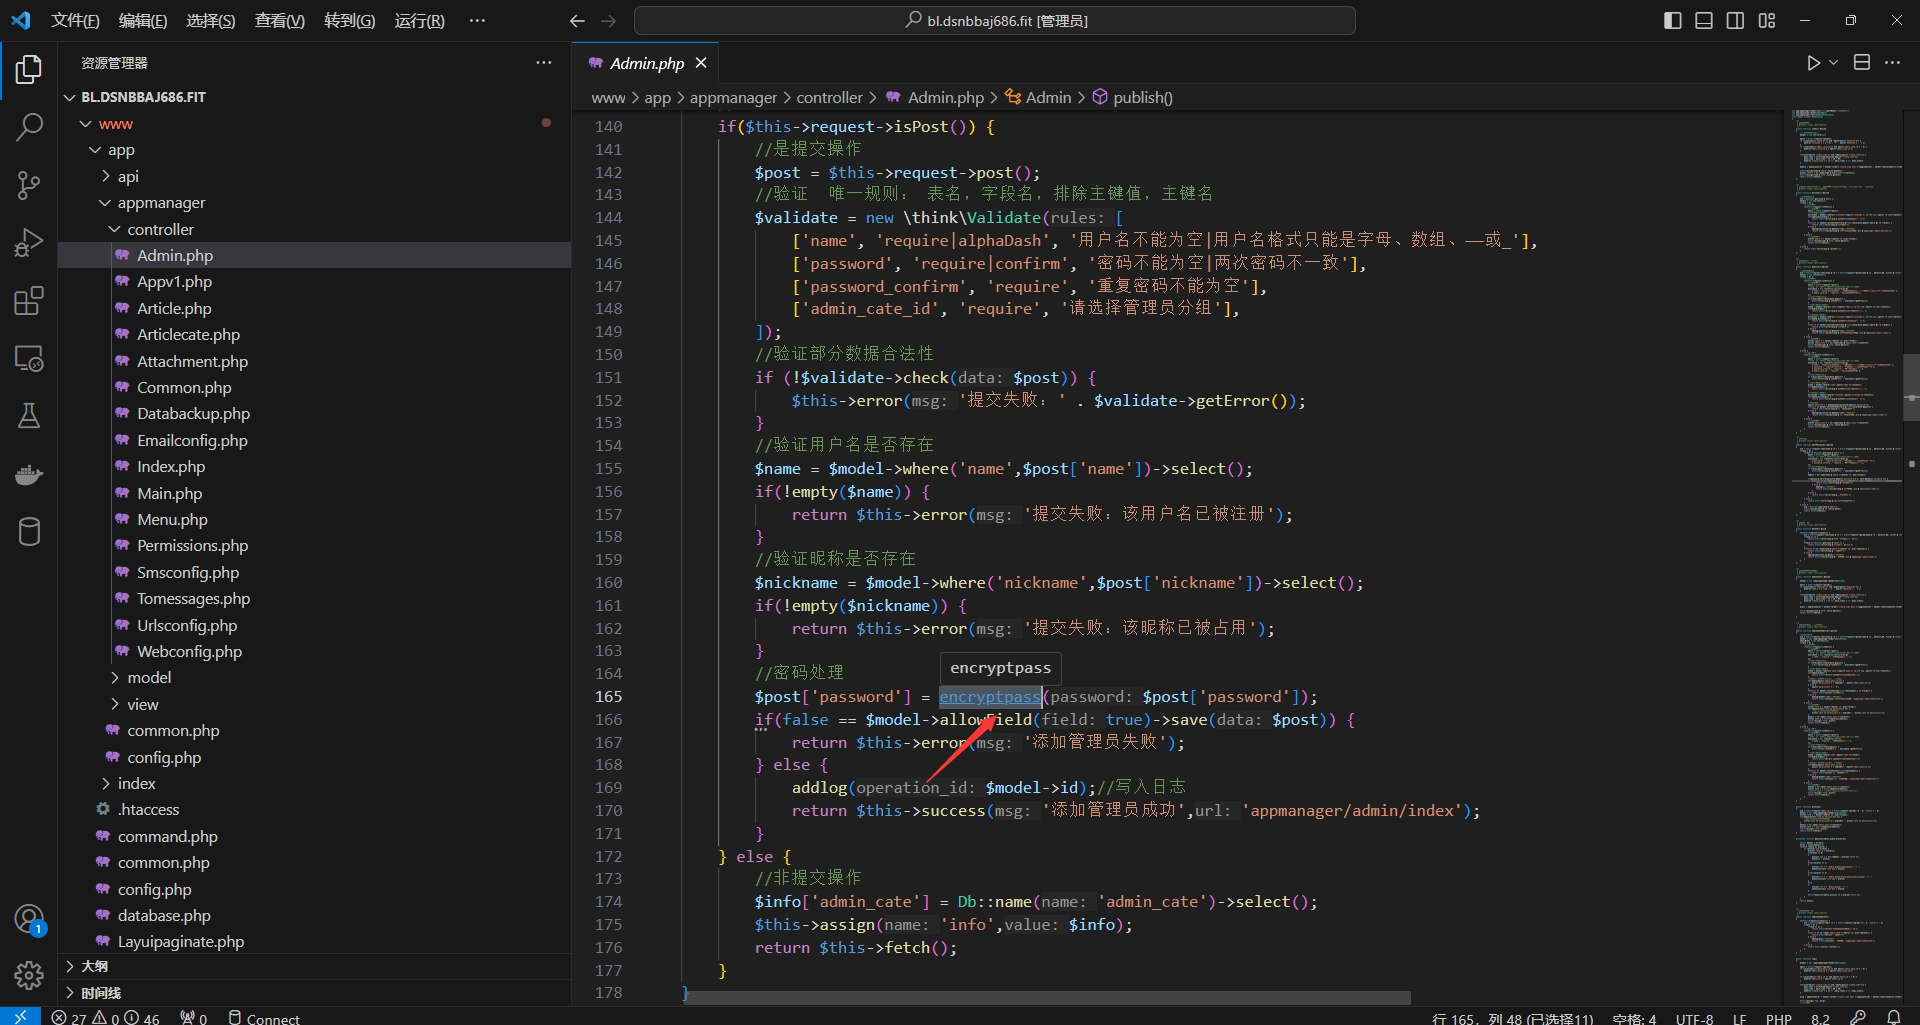 文件(F) 编辑(E) 选择(S) 查看(V) 转到(G) 运行(R) ···
bl.dsnbbaj686.fit [管理员]
资源管理器
BL.DSNBBAJ686.FIT
www
app
api
appmanager
controller
Admin.php
Appv1.php
Article.php
Articlecate.php
Attachment.php
Common.php
Databackup.php
Emailconfig.php
Index.php
Main.php
Menu.php
Permissions.php
Smsconfig.php
Tomessages.php
Urlsconfig.php
Webconfig.php
model
view
common.php
config.php
index
.htaccess
command.php
common.php
config.php
database.php
Layuipaginate.php
大纲
时间线
1
Admin.php
www > app > appmanager > controller > Admin.php > Admin > publish()
140 if($this->request->isPost()) {
141 //是提交操作
142 $post = $this->request->post();
143 //验证  唯一规则： 表名，字段名，排除主键值，主键名
144 $validate = new \think\Validate(rules: [
145 ['name', 'require|alphaDash', '用户名不能为空|用户名格式只能是字母、数组、——或_'],
146 ['password', 'require|confirm', '密码不能为空|两次密码不一致'],
147 ['password_confirm', 'require', '重复密码不能为空'],
148 ['admin_cate_id', 'require', '请选择管理员分组'],
149 ]);
150 //验证部分数据合法性
151 if (!$validate->check(data: $post)) {
152 $this->error(msg: '提交失败：' . $validate->getError());
153 }
154 //验证用户名是否存在
155 $name = $model->where('name',$post['name'])->select();
156 if(!empty($name)) {
157 return $this->error(msg: '提交失败：该用户名已被注册');
158 }
159 //验证昵称是否存在
160 $nickname = $model->where('nickname',$post['nickname'])->select();
161 if(!empty($nickname)) {
162 return $this->error(msg: '提交失败：该昵称已被占用');
163 }
164 //密码处理
encryptpass
165 $post['password'] = encryptpass(password: $post['password']);
166 if(false == $model->allowField(field: true)->save(data: $post)) {
167 return $this->error(msg: '添加管理员失败');
168 } else {
169 addlog(operation_id: $model->id);//写入日志
170 return $this->success(msg: '添加管理员成功',url: 'appmanager/admin/index');
171 }
172 } else {
173 //非提交操作
174 $info['admin_cate'] = Db::name(name: 'admin_cate')->select();
175 $this->assign(name: 'info',value: $info);
176 return $this->fetch();
177 }
178 }
27 0 46 0 Connect
行 165，列 48 (已选择11) 空格: 4 UTF-8 LF PHP 8.2